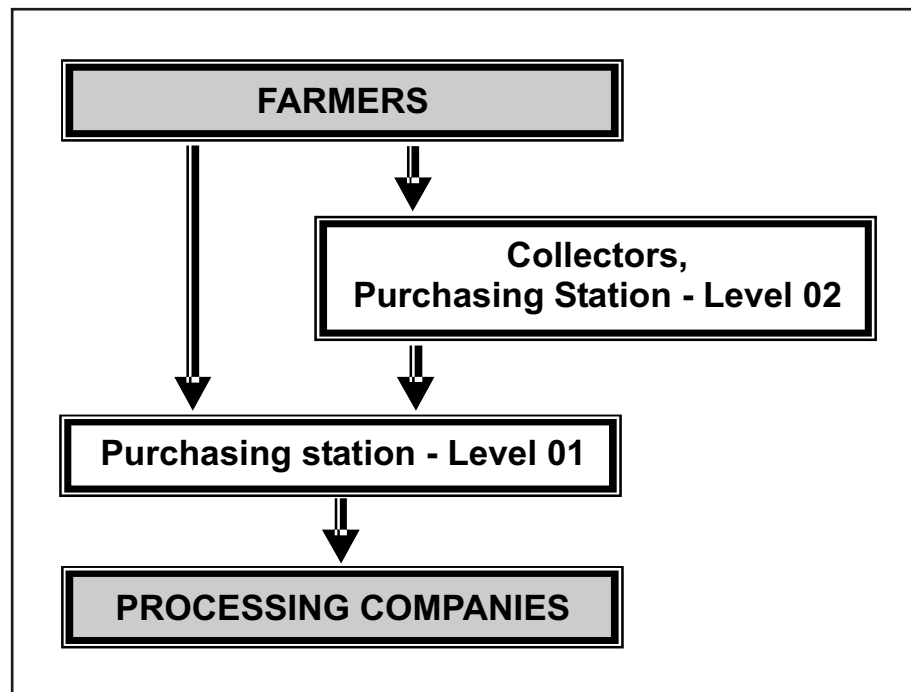 FARMERS
Collectors,
Purchasing Station - Level 02
Purchasing station - Level 01
PROCESSING COMPANIES